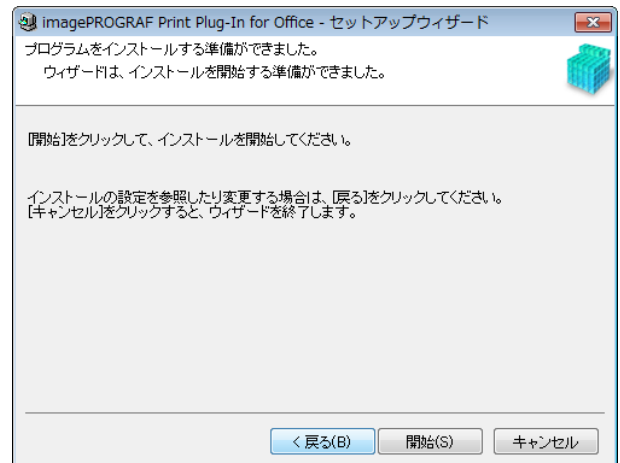 imagePROGRAF Print Plug-In for Office - セットアップウィザード
プログラムをインストールする準備ができました。
ウィザードは、インストールを開始する準備ができました。
[開始]をクリックして、インストールを開始してください。
インストールの設定を参照したり変更する場合は、[戻る]をクリックしてください。
[キャンセル]をクリックすると、ウィザードを終了します。
< 戻る(B) 開始(S) キャンセル